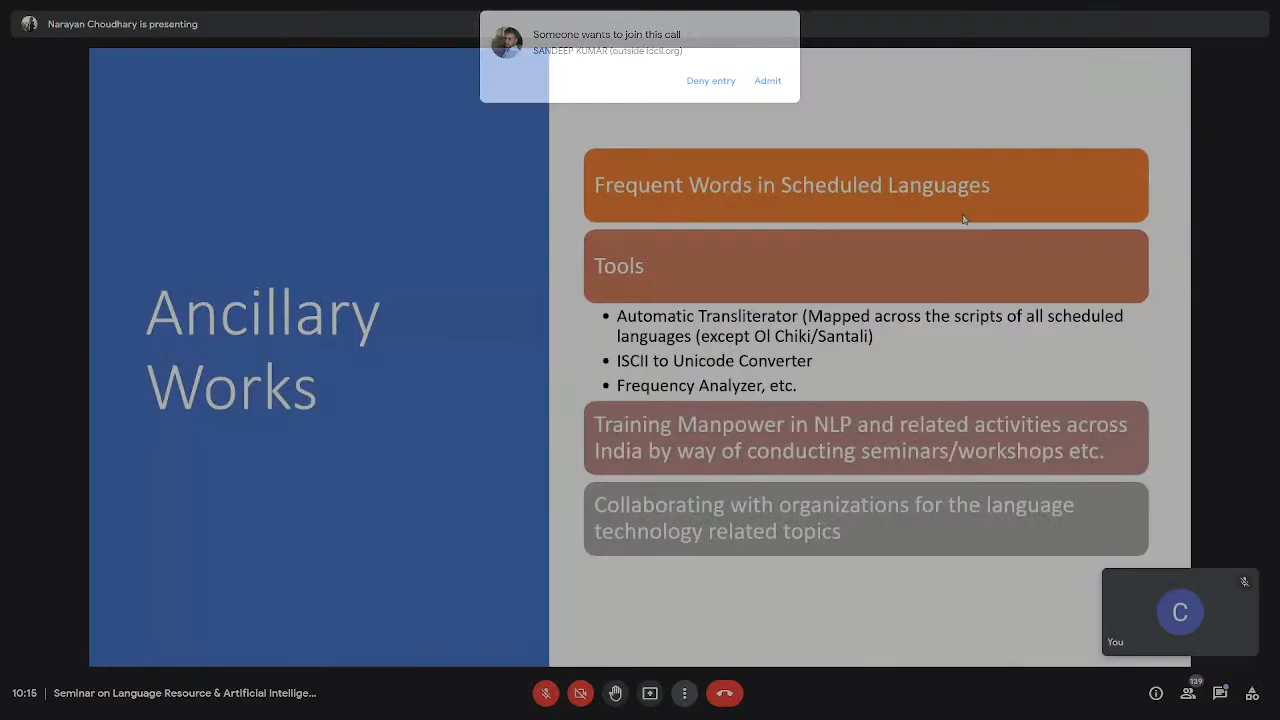 Narayan Choudhary is presenting
Someone wants to join this call
SANDEEP KUMAR (outside ldcil.org)
Deny entry
Admit
Ancillary
Works
Frequent Words in Scheduled Languages
Tools
• Automatic Transliterator (Mapped across the scripts of all scheduled
languages (except Ol Chiki/Santali)
• ISCII to Unicode Converter
• Frequency Analyzer, etc.
Training Manpower in NLP and related activities across
India by way of conducting seminars/workshops etc.
Collaborating with organizations for the language
technology related topics
C
You
10:15 | Seminar on Language Resource & Artificial Intellige...
139